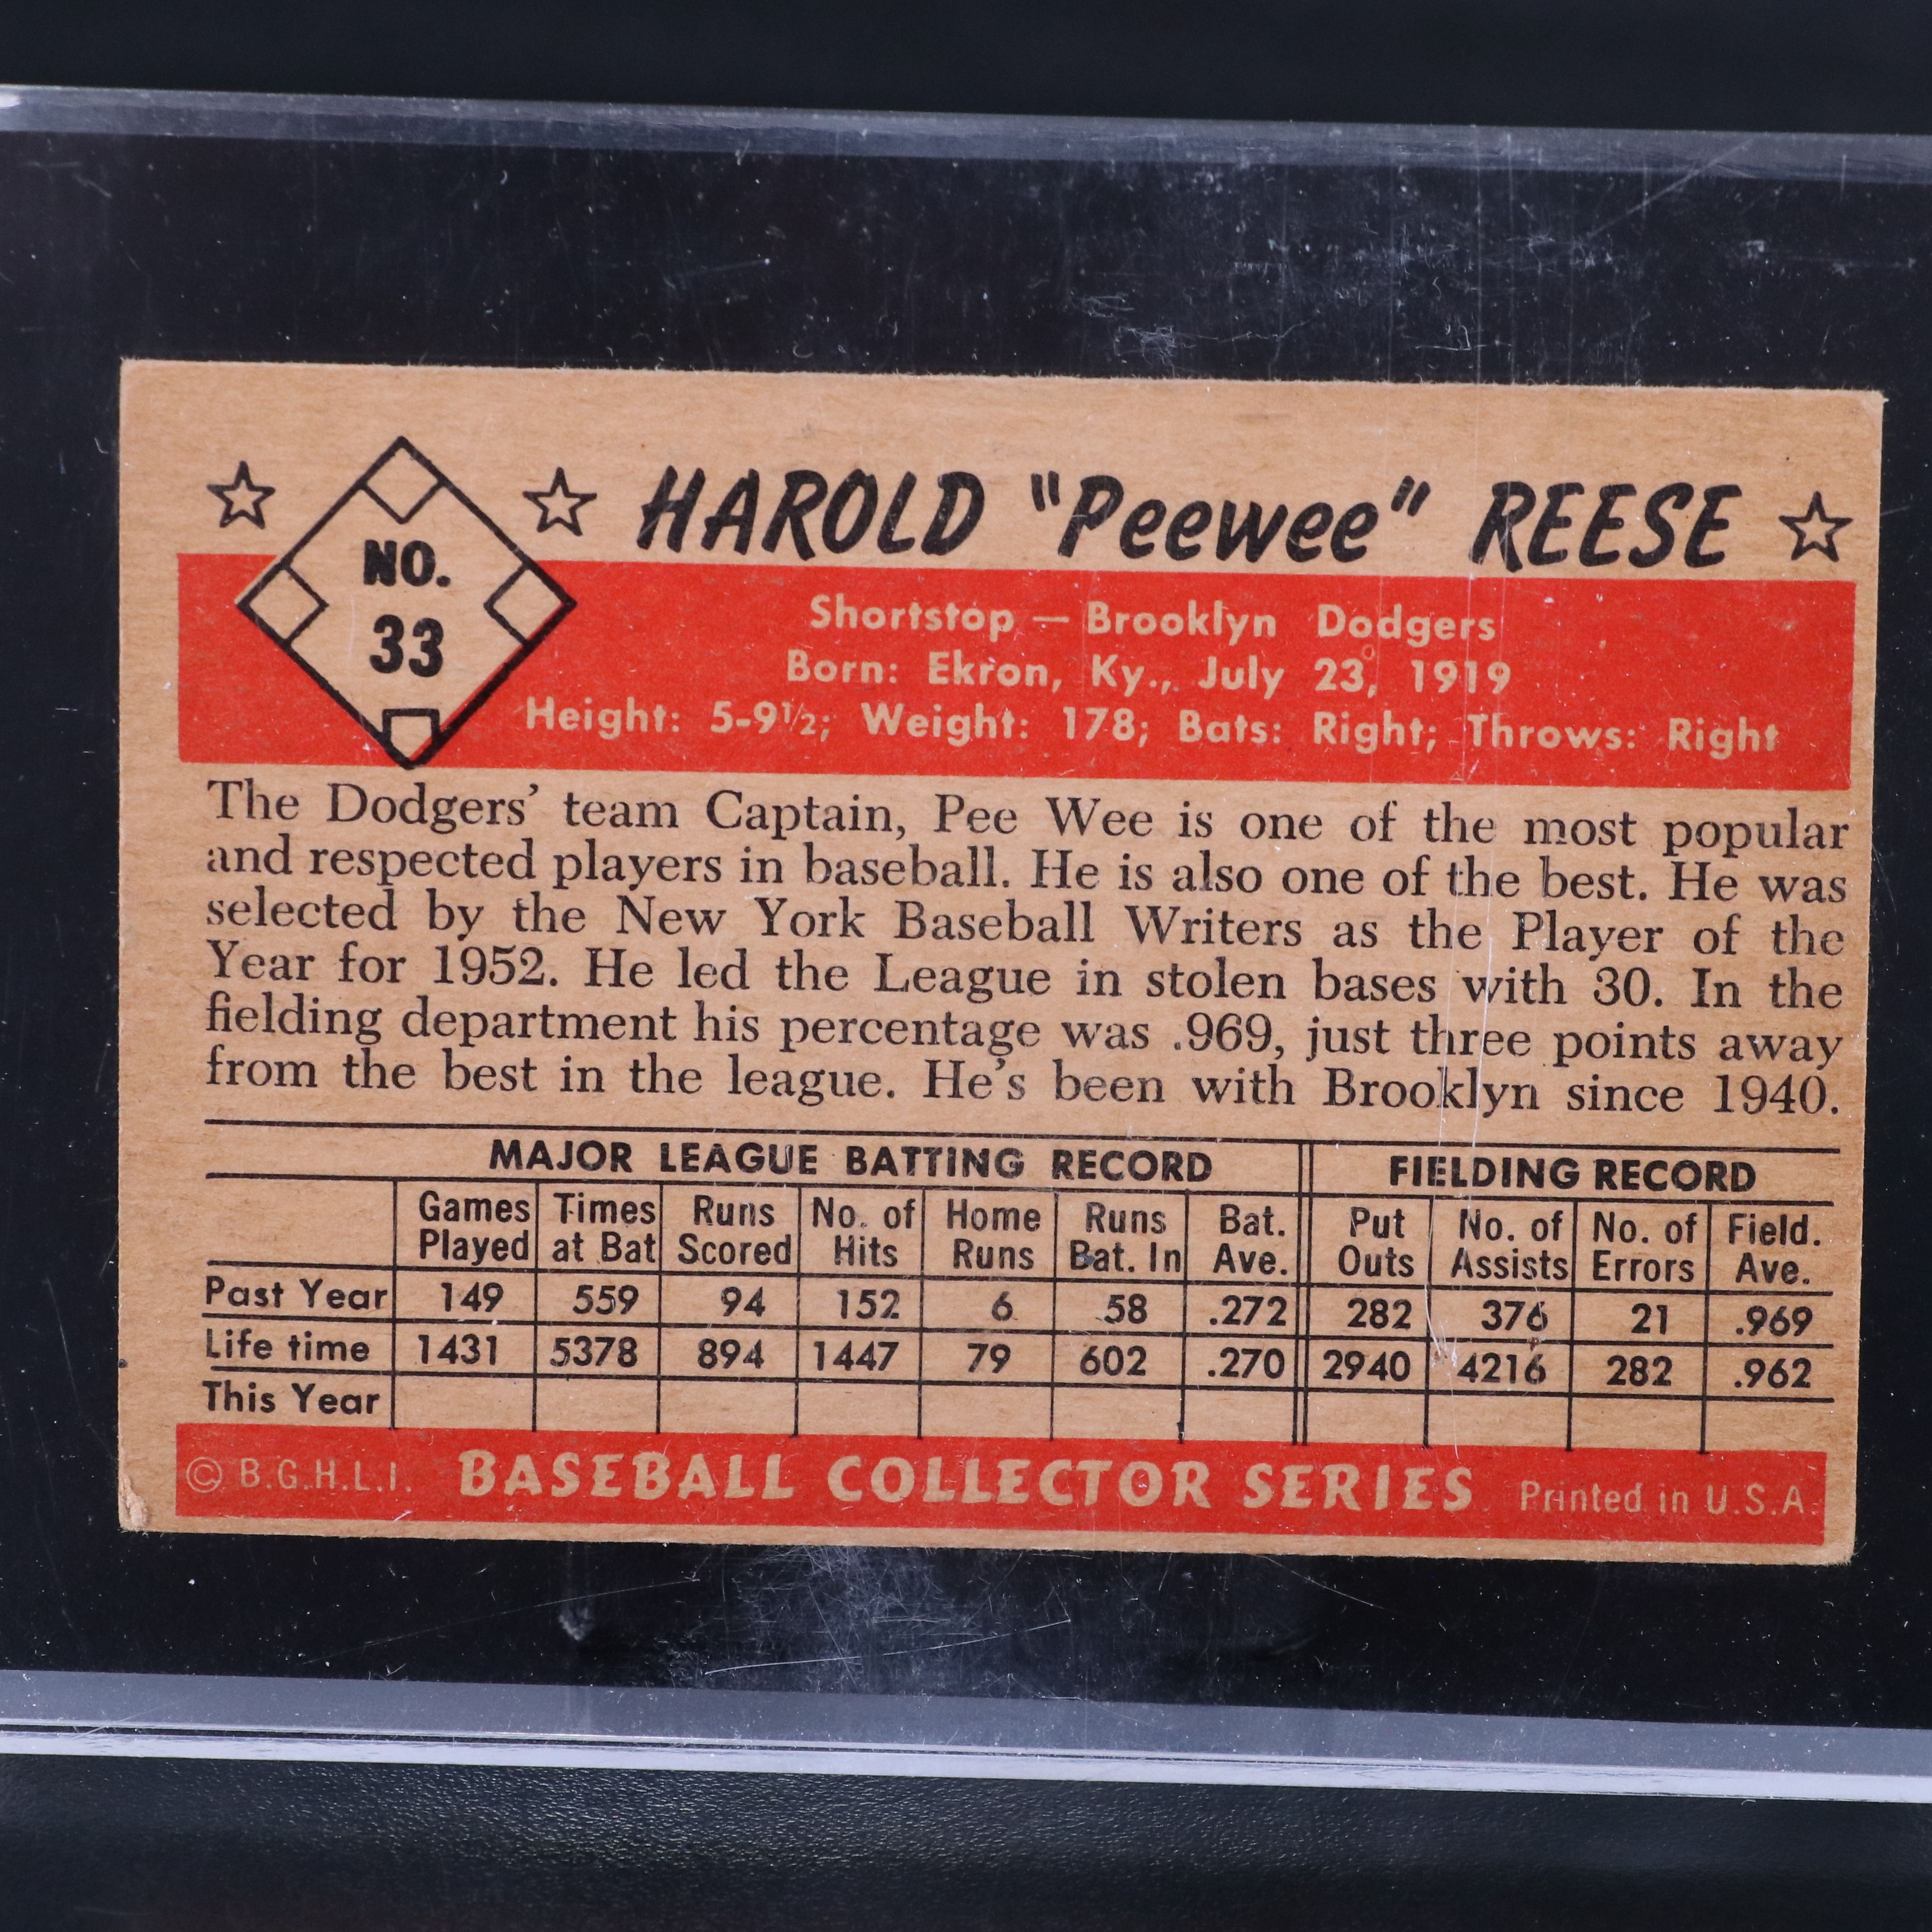 HAROLD "Peewee" REESE
NO.
33
Shortstop — Brooklyn Dodgers
Born: Ekron, Ky., July 23, 1919
Height: 5-9½; Weight: 178; Bats: Right; Throws: Right
The Dodgers' team Captain, Pee Wee is one of the most popular
and respected players in baseball. He is also one of the best. He was
selected by the New York Baseball Writers as the Player of the
Year for 1952. He led the League in stolen bases with 30. In the
fielding department his percentage was .969, just three points away
from the best in the league. He's been with Brooklyn since 1940.
MAJOR LEAGUE BATTING RECORD FIELDING RECORD
Games Times Runs No. of Home Runs Bat. Put No. of No. of Field.
Played at Bat Scored Hits Runs Bat. In Ave. Outs Assists Errors Ave.
Past Year 149 559 94 152 6 58 .272 282 376 21 .969
Life time 1431 5378 894 1447 79 602 .270 2940 4216 282 .962
This Year
© B.G.H.L.I. BASEBALL COLLECTOR SERIES Printed in U.S.A.